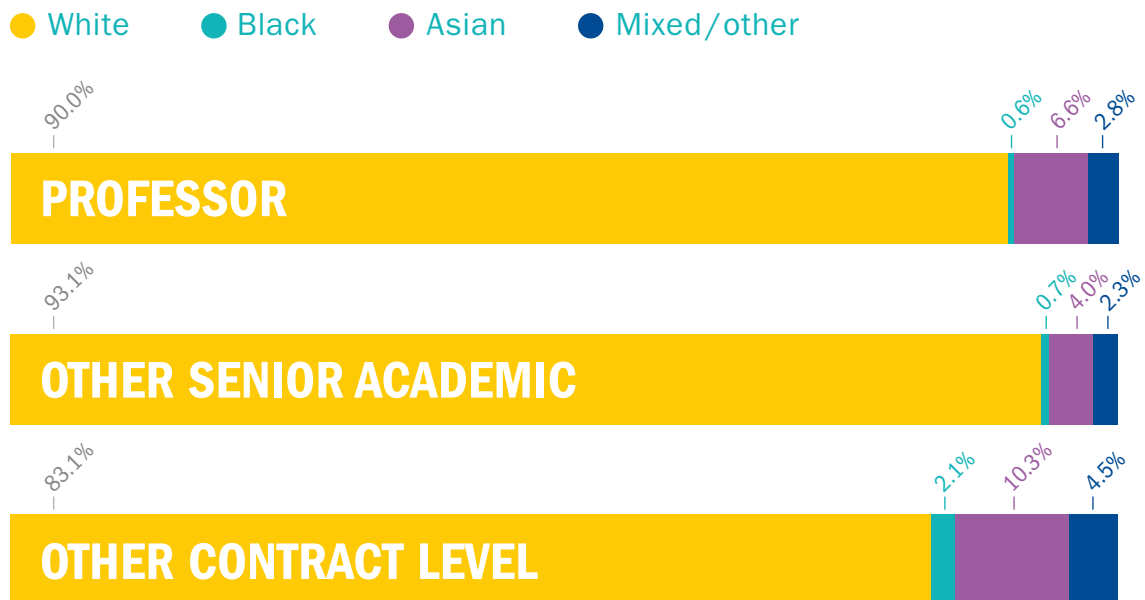 White Black Asian Mixed/other
90.0% 0.6% 6.6% 2.8%
PROFESSOR
93.1% 0.7% 4.0% 2.3%
OTHER SENIOR ACADEMIC
83.1% 2.1% 10.3% 4.5%
OTHER CONTRACT LEVEL